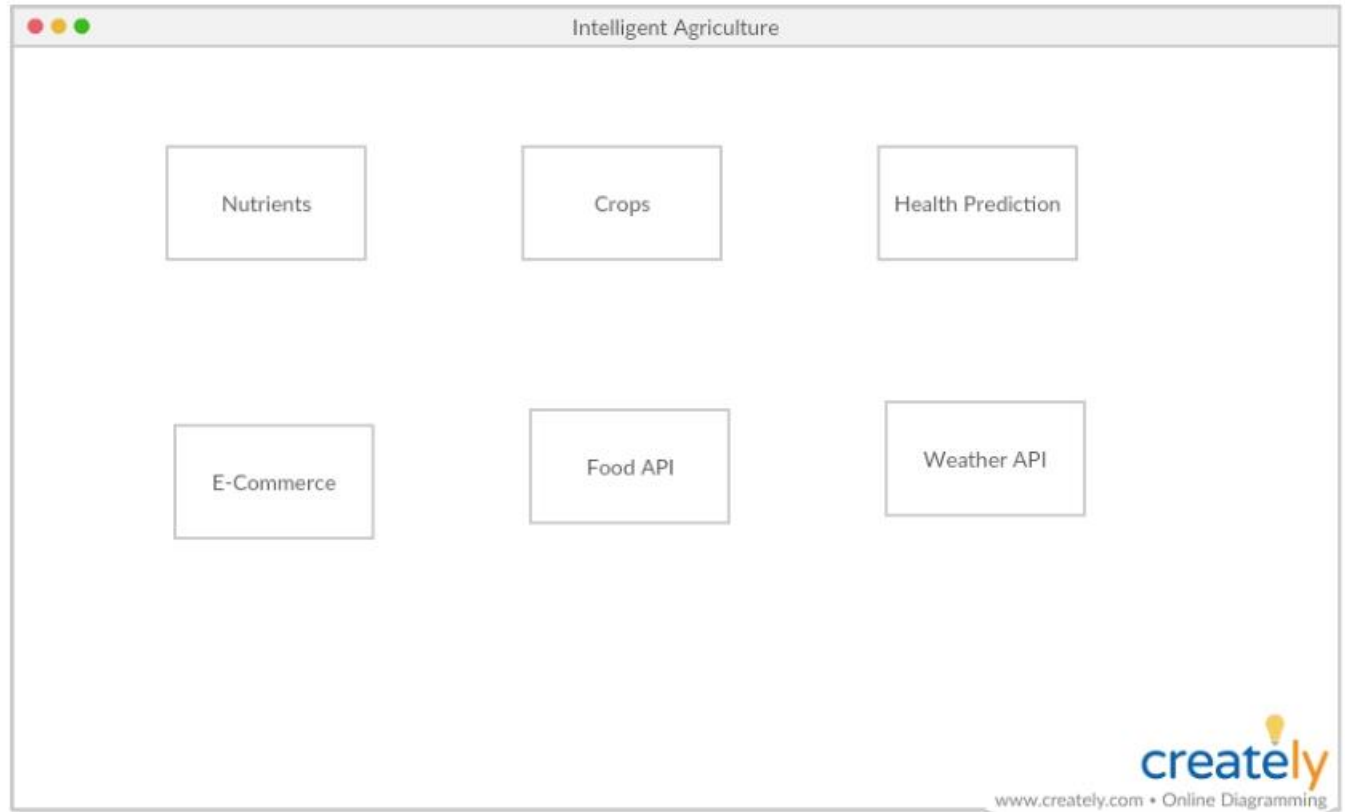 Intelligent Agriculture
Nutrients
Crops
Health Prediction
E-Commerce
Food API
Weather API
creately
www.creately.com • Online Diagramming